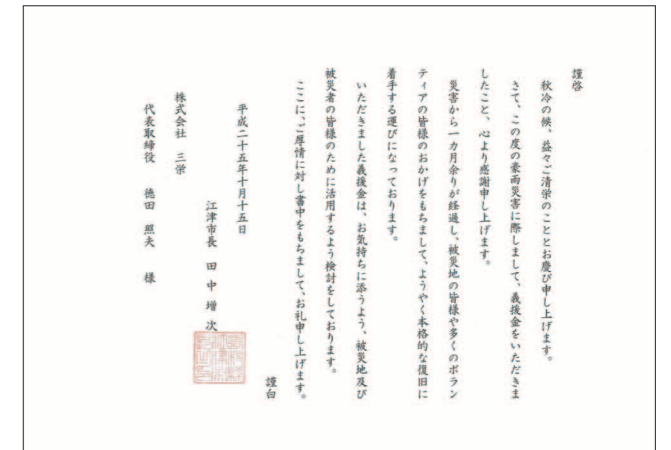 謹啓
秋冷の候、益々ご清栄のこととお慶び申し上げます。
さて、この度の豪雨災害に際しまして、義援金をいただきま
したこと、心より感謝申し上げます。
災害から一カ月余りが経過し、被災地の皆様や多くのボラン
ティアの皆様のおかげをもちまして、ようやく本格的な復旧に
着手する運びになっております。
いただきました義援金は、お気持ちに添うよう、被災地及び
被災者の皆様のために活用するよう検討をしております。
ここに、ご厚情に対し書中をもちまして、お礼申し上げます。
謹白
平成二十五年十月十五日
江津市長 田中増次
株式会社 三栄
代表取締役 徳田 照夫 様